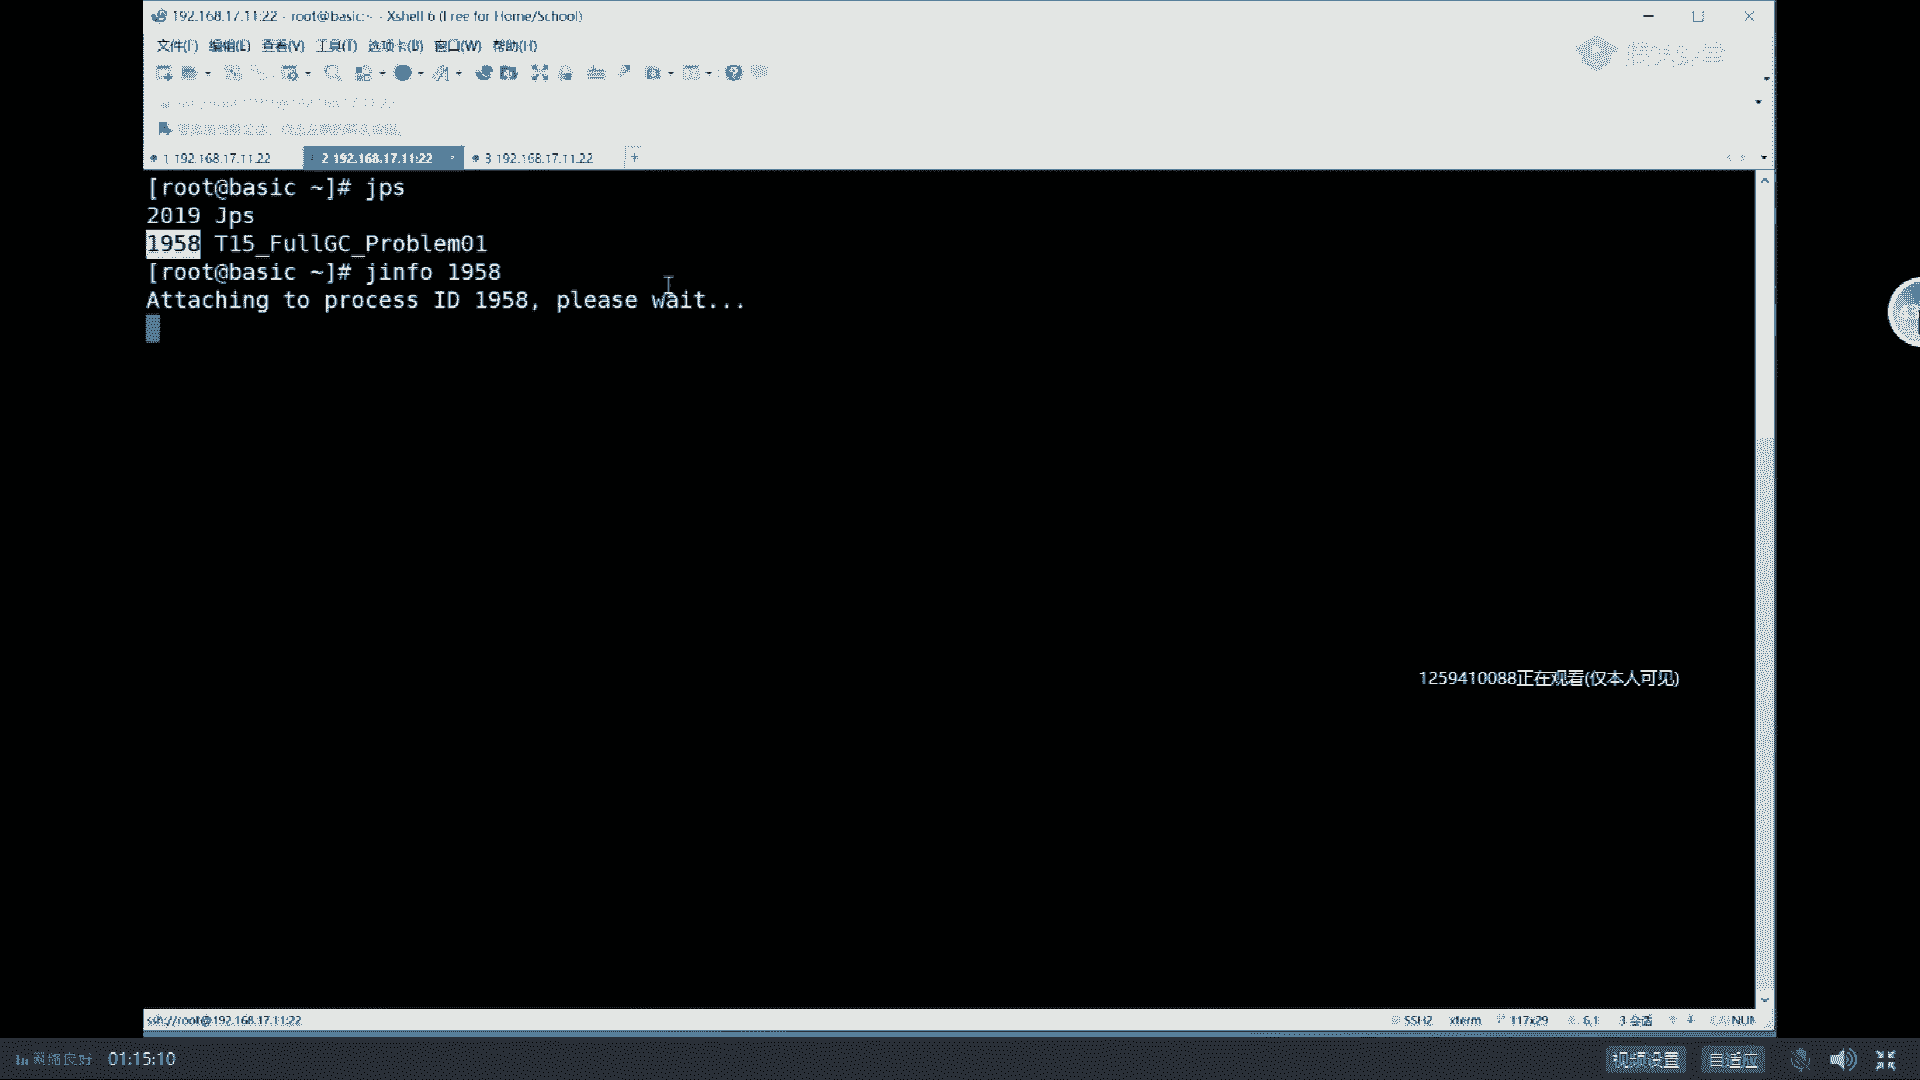 192.168.17.11:22 - root@basic:~ - Xshell 6 (Free for Home/School)
文件(F) 编辑(E) 查看(V) 工具(T) 选项卡(B) 窗口(W) 帮助(H)
1 192.168.17.11:22 2 192.168.17.11:22 3 192.168.17.11:22 +
[root@basic ~]# jps
2019 Jps
1958 T15_FullGC_Problem01
[root@basic ~]# jinfo 1958
Attaching to process ID 1958, please wait...
1259410088正在观看(仅本人可见)
ssh://root@192.168.17.11:22 SSH2 xterm 117x29 6,1 3 会话 NUM
网络良好 01:15:10 视频设置 自适应